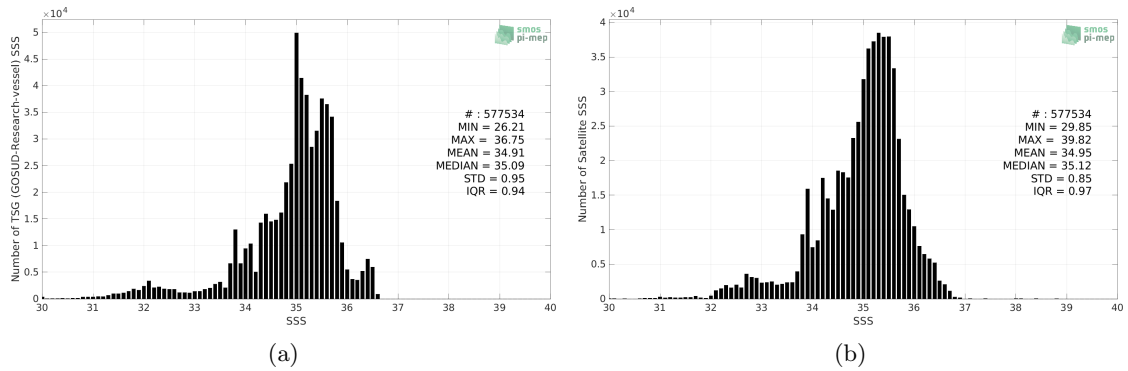 ×10⁴
5
4.5
4
3.5
3
2.5
2
1.5
1
0.5
0
Number of TSG (GOSUD-Research-vessel) SSS
30 31 32 33 34 35 36 37 38 39 40
SSS
smos
pi-mep
# : 577534
MIN = 26.21
MAX = 36.75
MEAN = 34.91
MEDIAN = 35.09
STD = 0.95
IQR = 0.94
(a)
×10⁴
4
3.5
3
2.5
2
1.5
1
0.5
0
Number of Satellite SSS
30 31 32 33 34 35 36 37 38 39 40
SSS
smos
pi-mep
# : 577534
MIN = 29.85
MAX = 39.82
MEAN = 34.95
MEDIAN = 35.12
STD = 0.85
IQR = 0.97
(b)